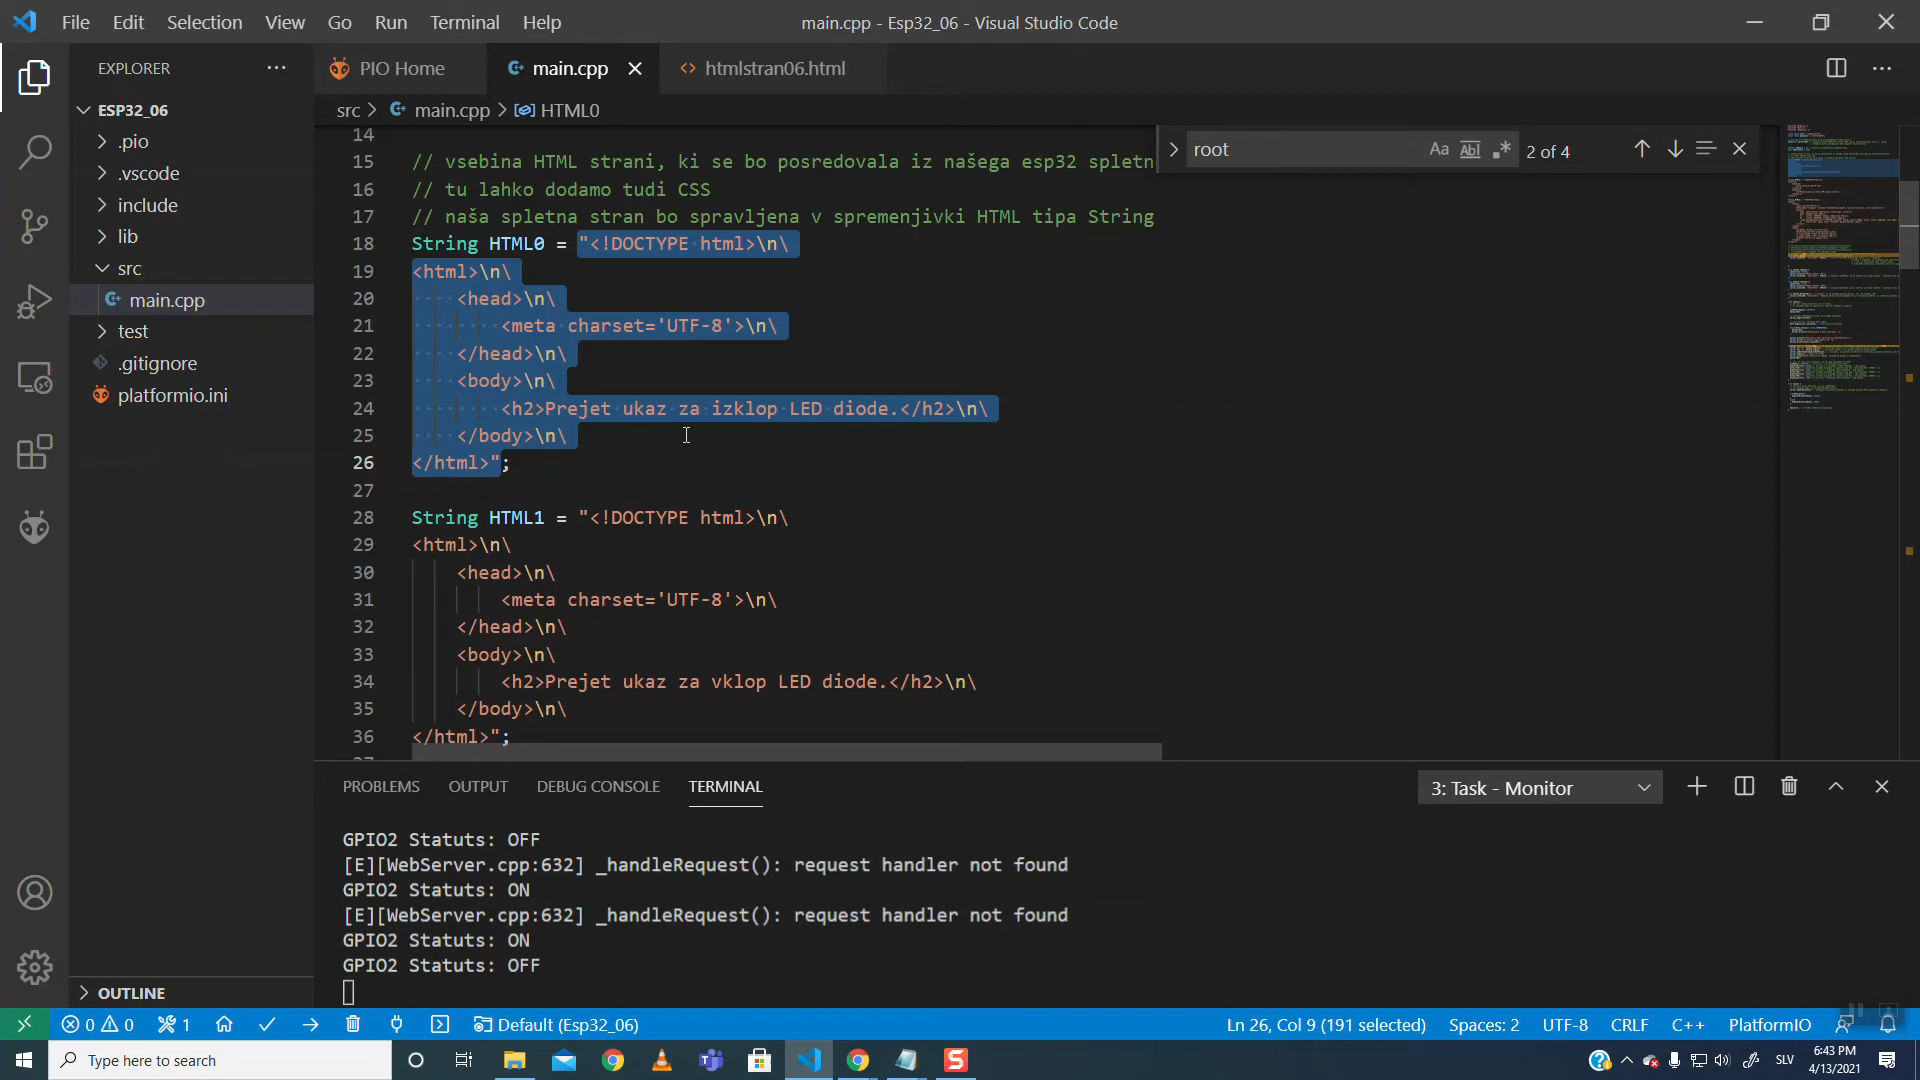 File Edit Selection View Go Run Terminal Help
main.cpp - Esp32_06 - Visual Studio Code
EXPLORER
PIO Home
main.cpp
htmlstran06.html
ESP32_06
.pio
.vscode
include
lib
src
main.cpp
test
.gitignore
platformio.ini
OUTLINE
src > main.cpp > HTML0
root
Aa Abl .*
2 of 4
14
15 // vsebina HTML strani, ki se bo posredovala iz našega esp32 spletn
16 // tu lahko dodamo tudi CSS
17 // naša spletna stran bo spravljena v spremenjivki HTML tipa String
18 String HTML0 = "<!DOCTYPE html>\n\
19 <html>\n\
20 <head>\n\
21 <meta charset='UTF-8'>\n\
22 </head>\n\
23 <body>\n\
24 <h2>Prejet ukaz za izklop LED diode.</h2>\n\
25 </body>\n\
26 </html>";
27
28 String HTML1 = "<!DOCTYPE html>\n\
29 <html>\n\
30 <head>\n\
31 <meta charset='UTF-8'>\n\
32 </head>\n\
33 <body>\n\
34 <h2>Prejet ukaz za vklop LED diode.</h2>\n\
35 </body>\n\
36 </html>";
PROBLEMS OUTPUT DEBUG CONSOLE TERMINAL
3: Task - Monitor
GPIO2 Statuts: OFF
[E][WebServer.cpp:632] _handleRequest(): request handler not found
GPIO2 Statuts: ON
[E][WebServer.cpp:632] _handleRequest(): request handler not found
GPIO2 Statuts: ON
GPIO2 Statuts: OFF
0 0 1 Default (Esp32_06)
Ln 26, Col 9 (191 selected) Spaces: 2 UTF-8 CRLF C++ PlatformIO
Type here to search
SLV
6:43 PM
4/13/2021